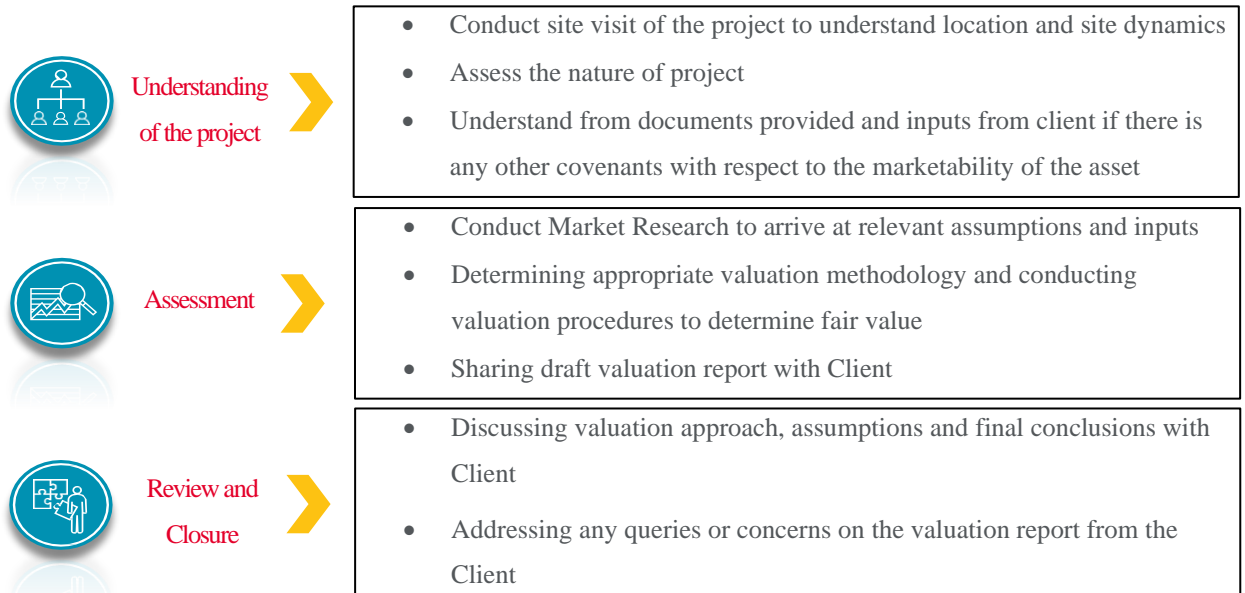 Understanding
of the project
• Conduct site visit of the project to understand location and site dynamics
• Assess the nature of project
• Understand from documents provided and inputs from client if there is
any other covenants with respect to the marketability of the asset
Assessment
• Conduct Market Research to arrive at relevant assumptions and inputs
• Determining appropriate valuation methodology and conducting
valuation procedures to determine fair value
• Sharing draft valuation report with Client
Review and
Closure
• Discussing valuation approach, assumptions and final conclusions with
Client
• Addressing any queries or concerns on the valuation report from the
Client